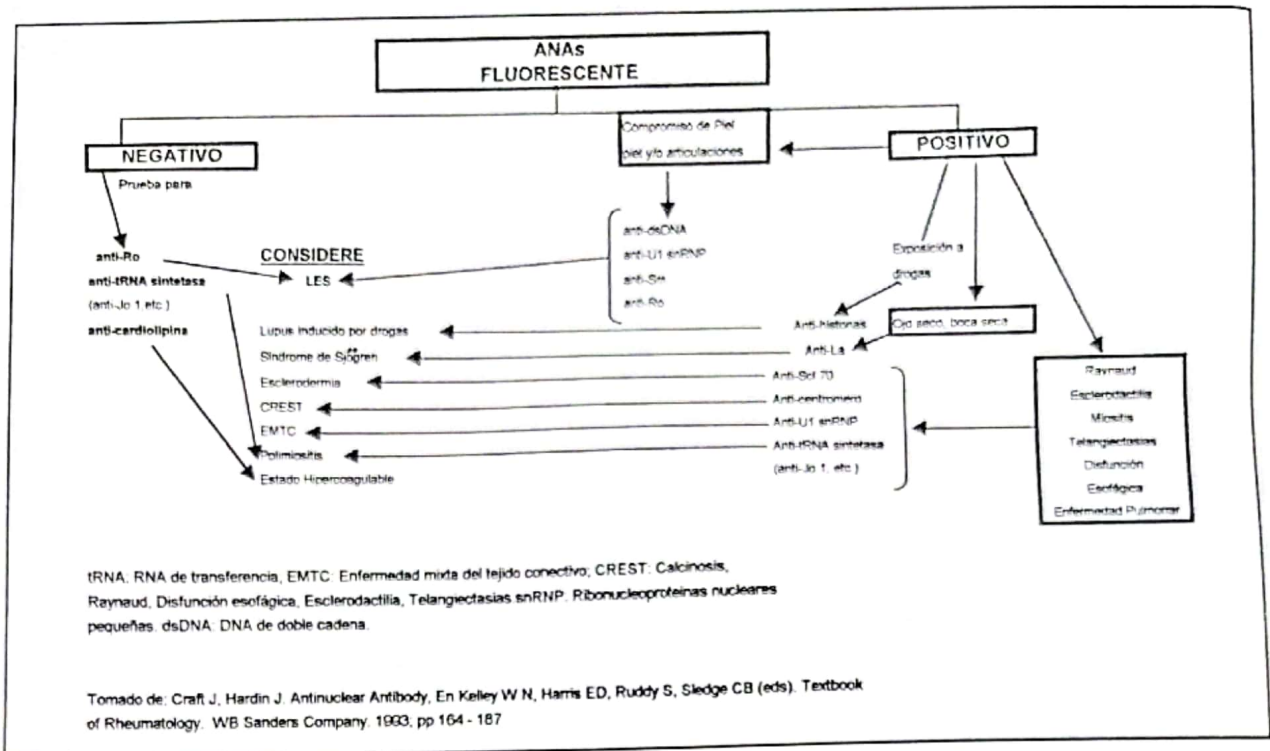 ANAs
FLUORESCENTE
NEGATIVO
Prueba para
Compromiso de Piel
piel y/o articulaciones
POSITIVO
anti-Ro
anti-tRNA sintetasa
(anti-Jo 1 etc.)
anti-cardiolipina
CONSIDERE
LES
anti-dsDNA
anti-U1 snRNP
anti-Sm
anti-Ro
Exposición a
drogas
Lupus inducido por drogas
Síndrome de Sjögren
Esclerodermia
CREST
EMTC
Polimiositis
Estado Hipercoagulable
Anti-histonas
Anti-La
Anti-Scl 70
Anti-centromero
Anti-U1 snRNP
Anti-tRNA sintetasa
(anti-Jo 1, etc.)
Ojo seco, boca seca
Raynaud
Esclerodactilia
Miositis
Telangiectasias
Disfunción
Esofágica
Enfermedad Pulmonar
tRNA: RNA de transferencia, EMTC: Enfermedad mixta del tejido conectivo; CREST: Calcinosis,
Raynaud, Disfunción esofágica, Esclerodactilia, Telangiectasias snRNP. Ribonucleoproteinas nucleares
pequeñas. dsDNA: DNA de doble cadena.
Tomado de: Craft J, Hardin J. Antinuclear Antibody, En Kelley W N, Harris ED, Ruddy S, Sledge CB (eds). Textbook
of Rheumatology. WB Sanders Company. 1993, pp 164 - 187